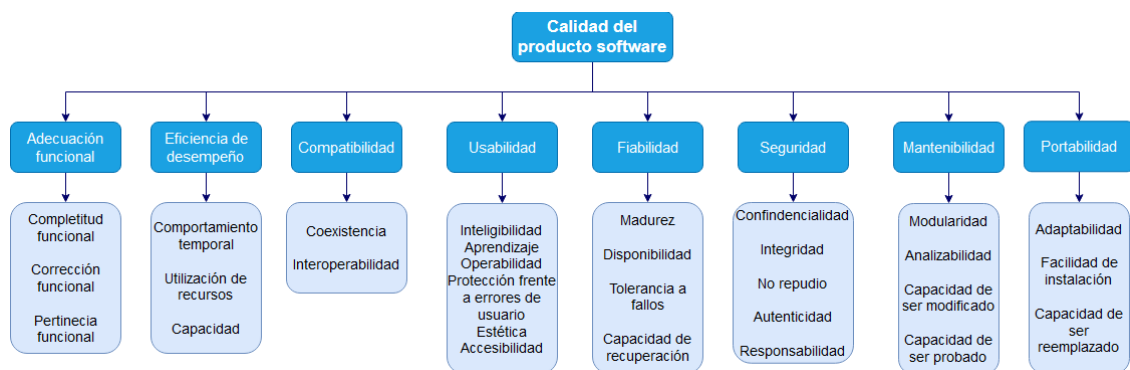 Calidad del
producto software
Adecuación
funcional
Eficiencia de
desempeño
Compatibilidad
Usabilidad
Fiabilidad
Seguridad
Mantenibilidad
Portabilidad
Completitud
funcional
Corrección
funcional
Pertinecia
funcional
Comportamiento
temporal
Utilización de
recursos
Capacidad
Coexistencia
Interoperabilidad
Inteligibilidad
Aprendizaje
Operabilidad
Protección frente
a errores de
usuario
Estética
Accesibilidad
Madurez
Disponibilidad
Tolerancia a
fallos
Capacidad de
recuperación
Confindencialidad
Integridad
No repudio
Autenticidad
Responsabilidad
Modularidad
Analizabilidad
Capacidad de
ser modificado
Capacidad de
ser probado
Adaptabilidad
Facilidad de
instalación
Capacidad de
ser
reemplazado